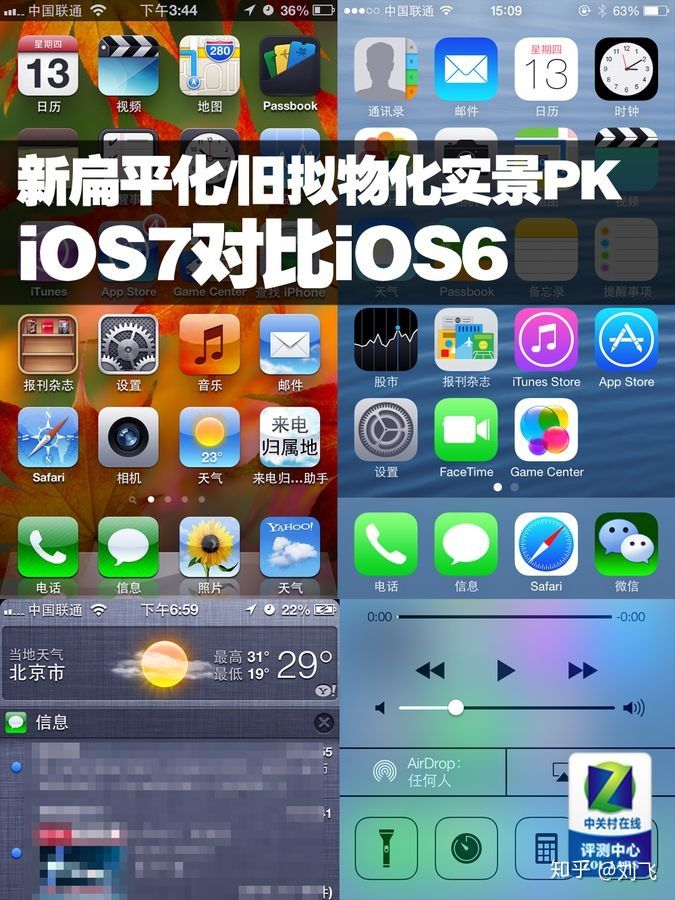 中国联通 下午3:44 36%
中国联通 15:09 63%
星期四
13
280
日历 视频 地图 Passbook
星期四
13
通讯录 邮件 日历 时钟
新扁平化/旧拟物化实景PK
iOS7对比iOS6
视频
iTunes App Store Game Center 查找 iPhone
天气 Passbook 备忘录 提醒事项
报刊杂志 设置 音乐 邮件
股市 报刊杂志 iTunes Store App Store
23°
来电
归属地
Safari 相机 天气 来电归...助手
设置 FaceTime Game Center
YAHOO!
电话 信息 照片 天气
电话 信息 Safari 微信
中国联通 下午6:59 22%
当地天气
北京市
最高 31°
最低 19°
29°
Y!
信息
0:00 -0:00
AirDrop:
任何人
Z
中关村在线
评测中心
ZOL LABS
知乎 @刘飞